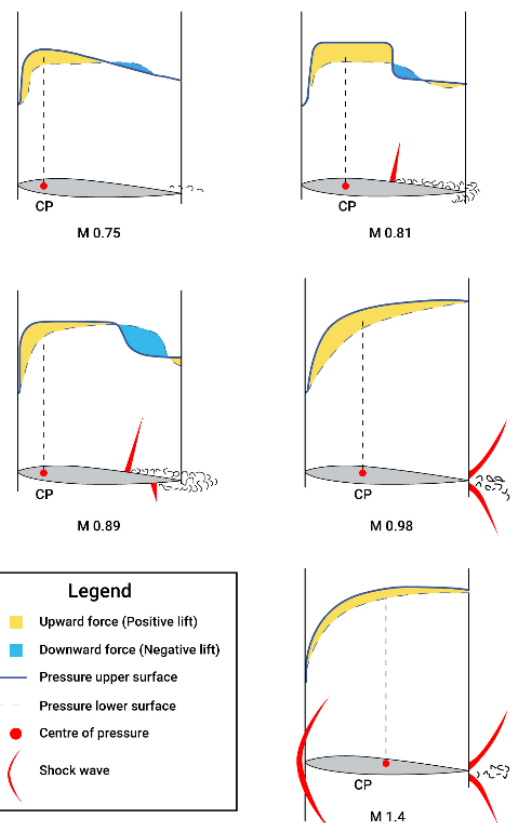 CP
CP
M 0.75
M 0.81
CP
CP
M 0.89
M 0.98
Legend
Upward force (Positive lift)
Downward force (Negative lift)
Pressure upper surface
Pressure lower surface
Centre of pressure
Shock wave
CP
M 1.4